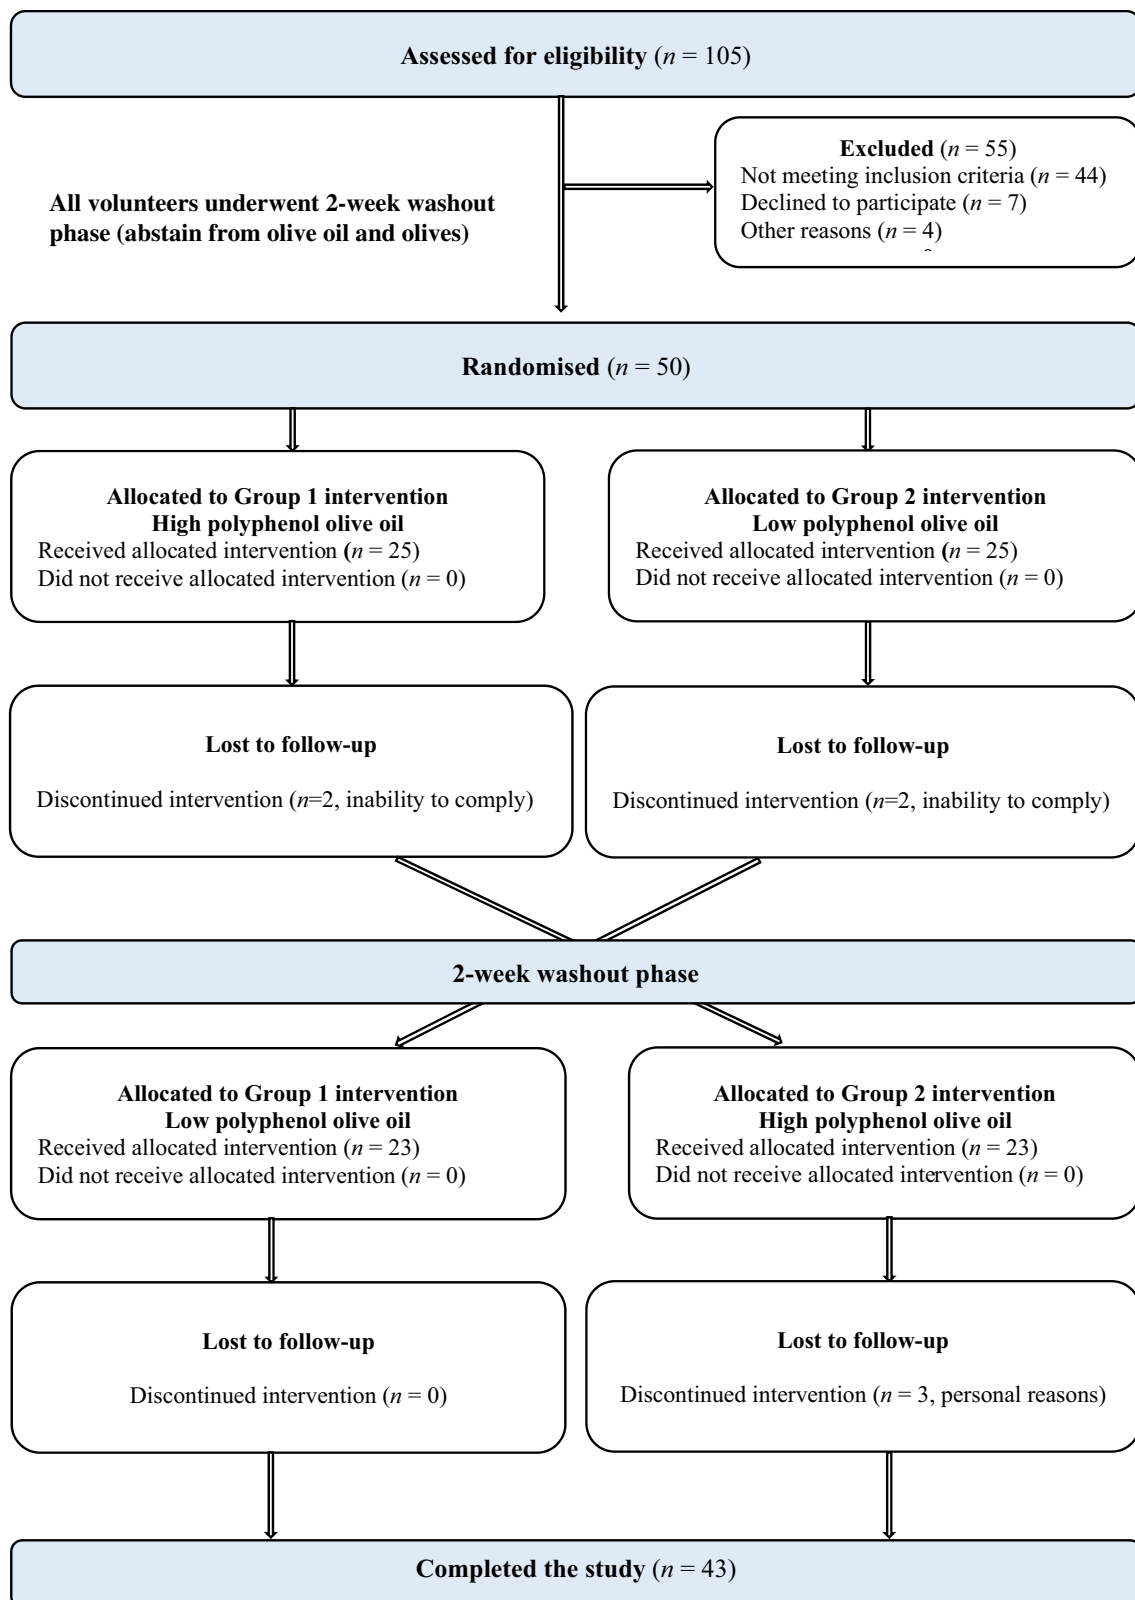 Assessed for eligibility (n = 105)
Excluded (n = 55)
Not meeting inclusion criteria (n = 44)
Declined to participate (n = 7)
Other reasons (n = 4)
All volunteers underwent 2-week washout
phase (abstain from olive oil and olives)
Randomised (n = 50)
Allocated to Group 1 intervention
High polyphenol olive oil
Received allocated intervention (n = 25)
Did not receive allocated intervention (n = 0)
Allocated to Group 2 intervention
Low polyphenol olive oil
Received allocated intervention (n = 25)
Did not receive allocated intervention (n = 0)
Lost to follow-up
Discontinued intervention (n=2, inability to comply)
Lost to follow-up
Discontinued intervention (n=2, inability to comply)
2-week washout phase
Allocated to Group 1 intervention
Low polyphenol olive oil
Received allocated intervention (n = 23)
Did not receive allocated intervention (n = 0)
Allocated to Group 2 intervention
High polyphenol olive oil
Received allocated intervention (n = 23)
Did not receive allocated intervention (n = 0)
Lost to follow-up
Discontinued intervention (n = 0)
Lost to follow-up
Discontinued intervention (n = 3, personal reasons)
Completed the study (n = 43)